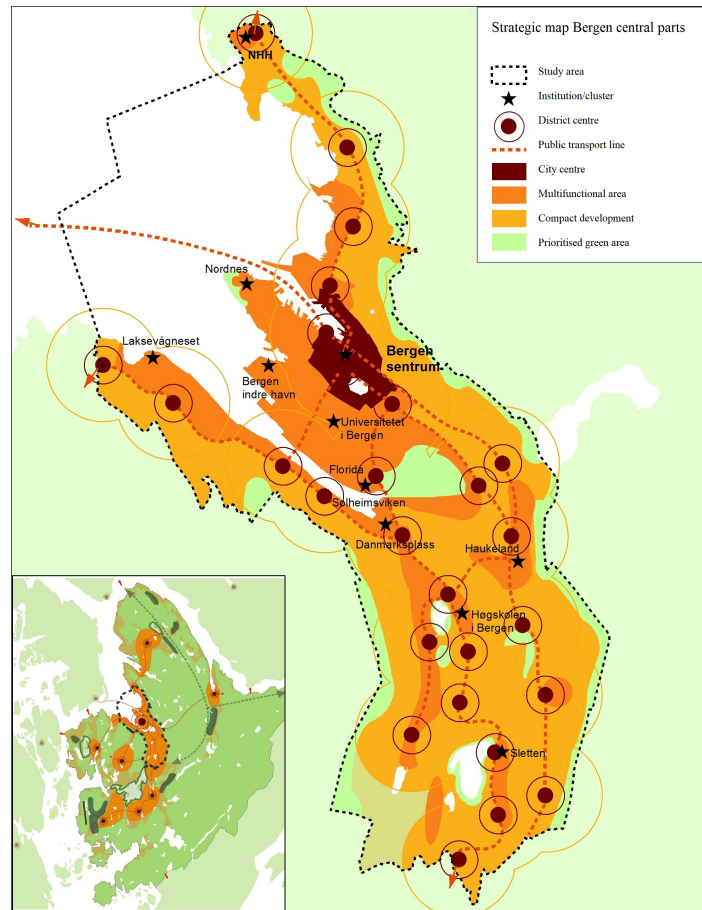 Strategic map Bergen central parts
Study area
Institution/cluster
District centre
Public transport line
City centre
Multifunctional area
Compact development
Prioritised green area
NHH
Nordnes
Laksevågneset
Bergen
indre havn
Bergen
sentrum
Universitetet
i Bergen
Florida
Solheimsviken
Danmarksplass
Haukeland
Høgskolen
i Bergen
Sletten